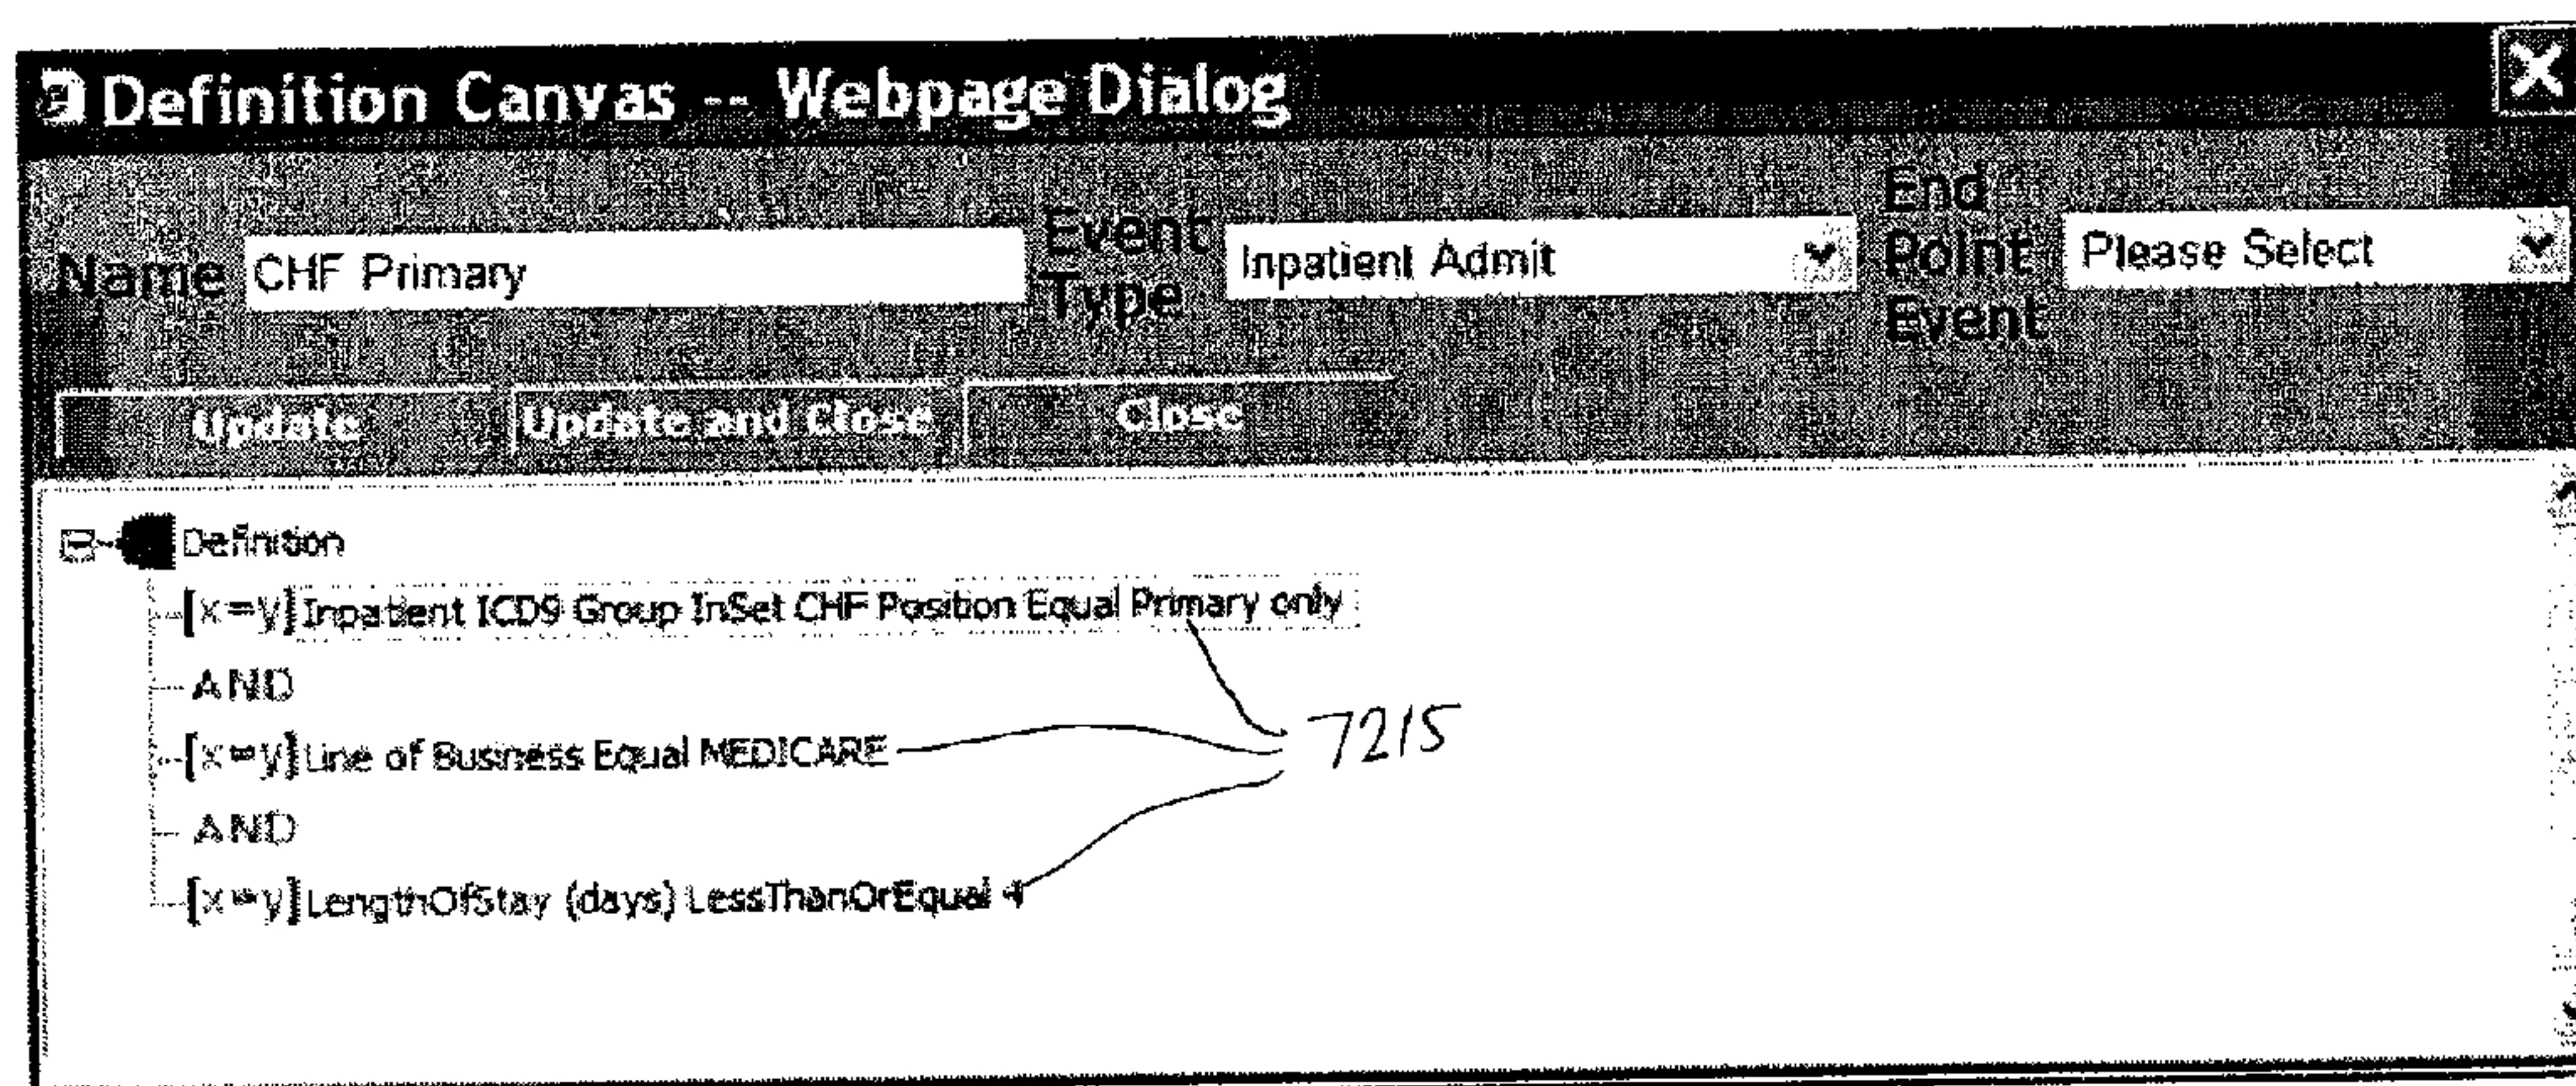 Definition Canvas -- Webpage Dialog
Name CHF Primary Event Type Inpatient Admit End Point Event Please Select
Update Update and Close Close
Definition
[x=y] Inpatient ICD9 Group InSet CHF Position Equal Primary only
AND
[x=y] Line of Business Equal MEDICARE
7215
AND
[x=y] LengthOfStay (days) LessThanOrEqual 4